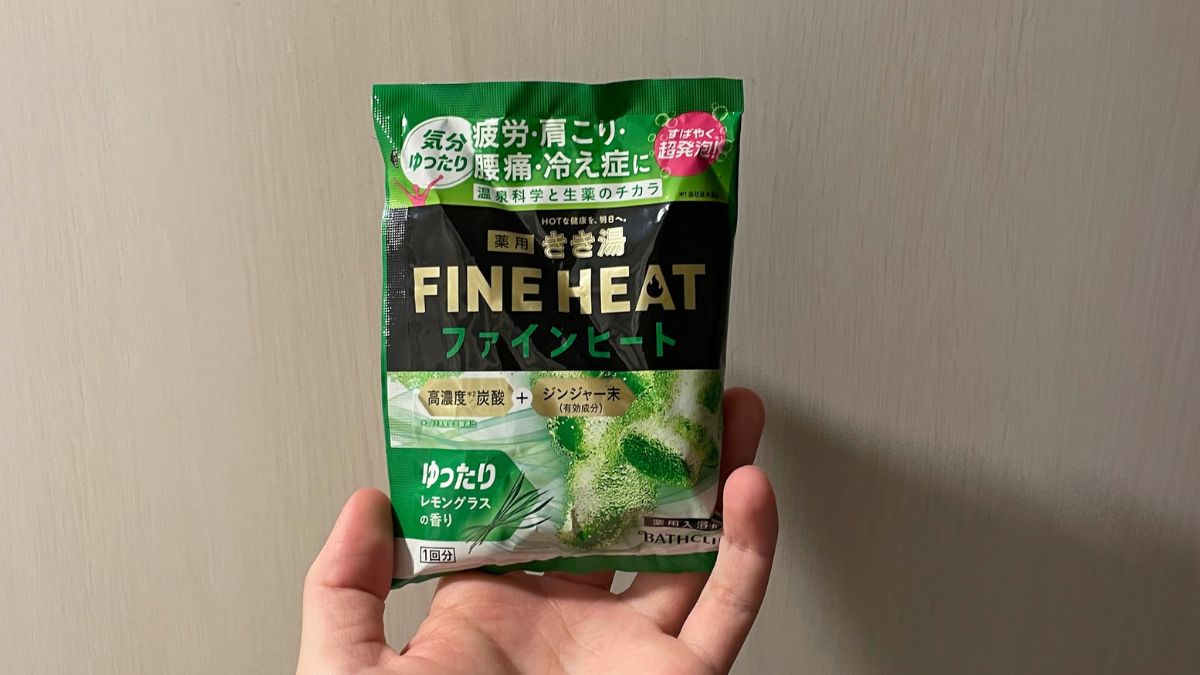 気分
ゆったり
疲労・肩こり・
腰痛・冷え症に
温泉科学と生薬のチカラ
すばやく
超発泡!
HOTな健康を、明日へ。
薬用 きき湯
FINE HEAT
ファインヒート
高濃度※2炭酸 + ジンジャー末
(有効成分)
ゆったり
レモングラス
の香り
1回分
薬用入浴
BATHCLI